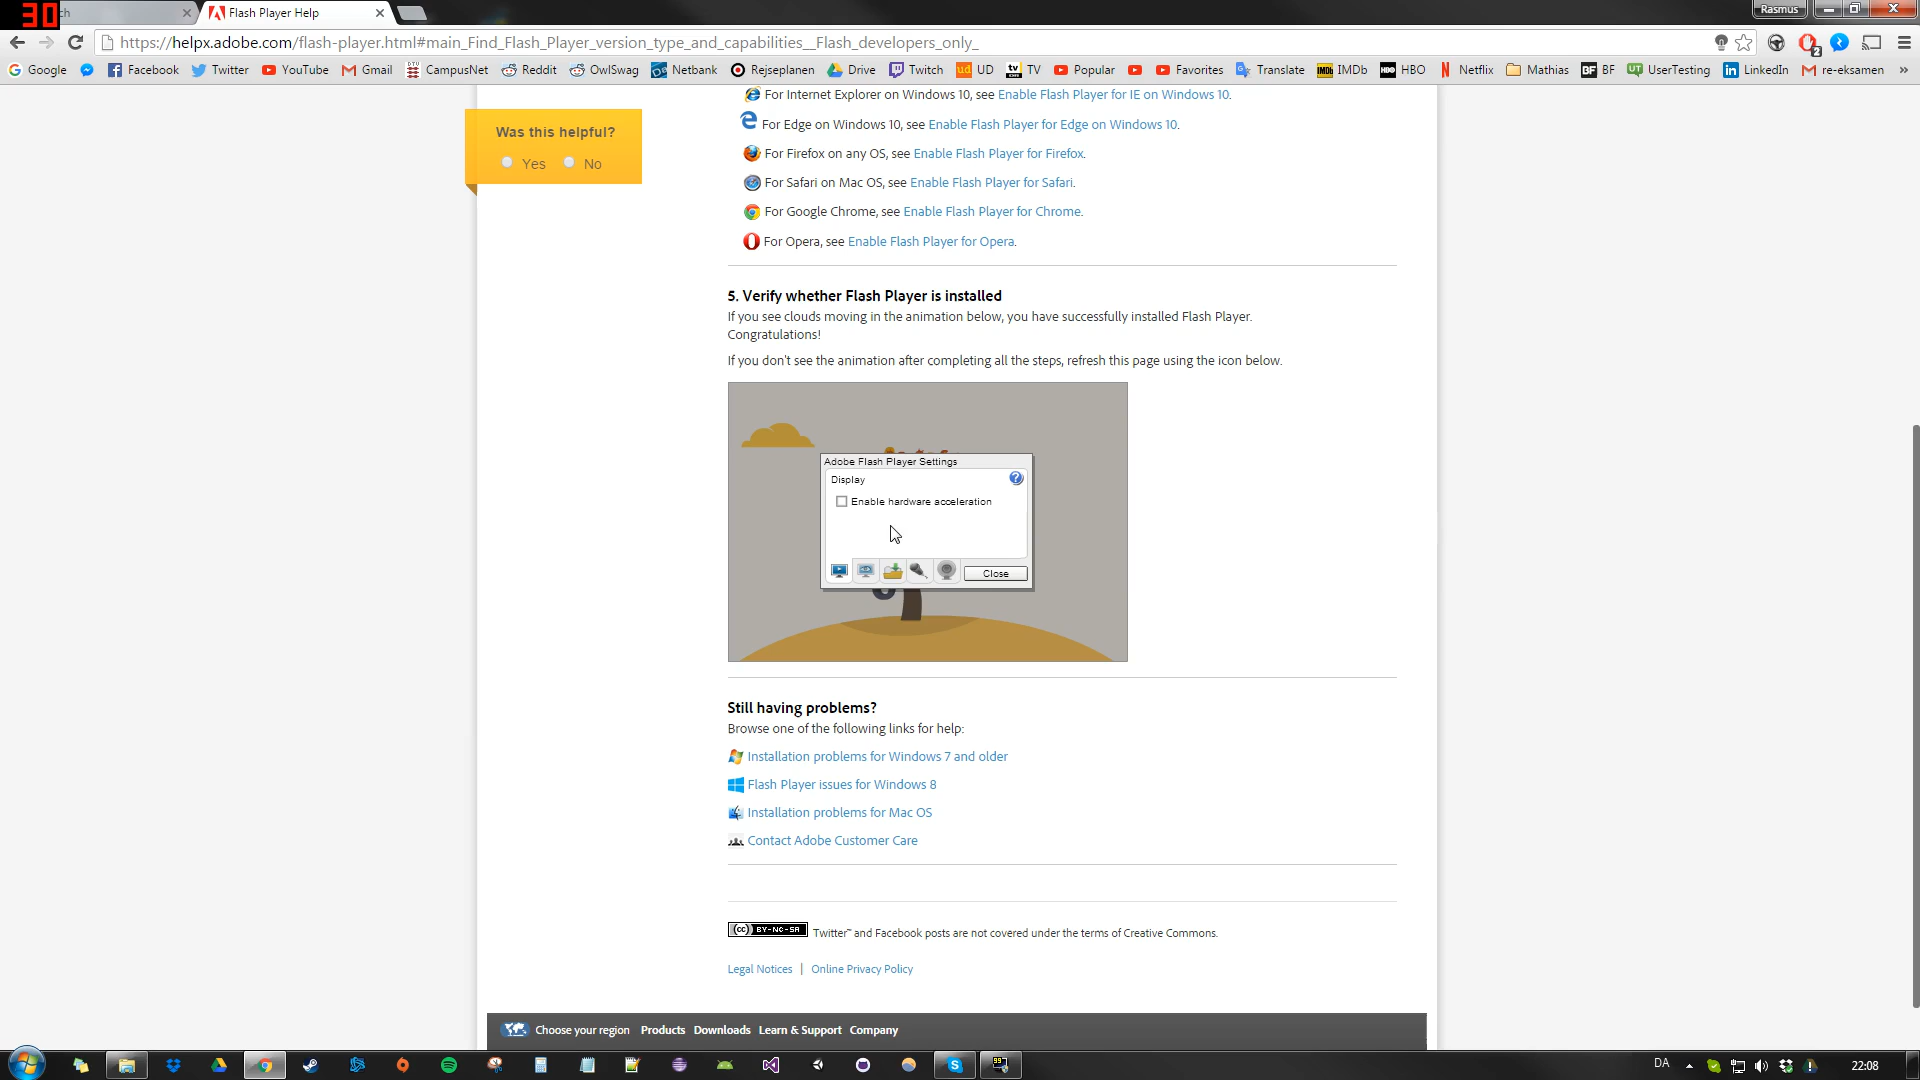 30
ch
Flash Player Help
Rasmus
https://helpx.adobe.com/flash-player.html#main_Find_Flash_Player_version_type_and_capabilities__Flash_developers_only_
2
Google Facebook Twitter YouTube Gmail CampusNet Reddit OwlSwag Netbank Rejseplanen Drive Twitch UD TV Popular Favorites Translate IMDb HBO Netflix Mathias BF UserTesting LinkedIn re-eksamen »
For Internet Explorer on Windows 10, see Enable Flash Player for IE on Windows 10.
Was this helpful?
Yes No
For Edge on Windows 10, see Enable Flash Player for Edge on Windows 10.
For Firefox on any OS, see Enable Flash Player for Firefox.
For Safari on Mac OS, see Enable Flash Player for Safari.
For Google Chrome, see Enable Flash Player for Chrome.
For Opera, see Enable Flash Player for Opera.
5. Verify whether Flash Player is installed
If you see clouds moving in the animation below, you have successfully installed Flash Player.
Congratulations!
If you don't see the animation after completing all the steps, refresh this page using the icon below.
Adobe Flash Player Settings
Display
?
Enable hardware acceleration
Close
Still having problems?
Browse one of the following links for help:
Installation problems for Windows 7 and older
Flash Player issues for Windows 8
Installation problems for Mac OS
Contact Adobe Customer Care
(cc) BY-NC-SA Twitter™ and Facebook posts are not covered under the terms of Creative Commons.
Legal Notices | Online Privacy Policy
Choose your region Products Downloads Learn & Support Company
99
DA
22:08